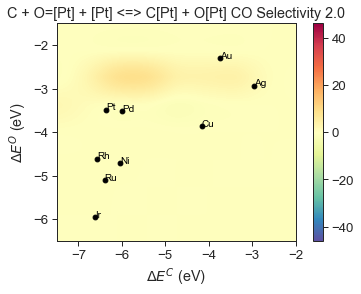 C + O=[Pt] + [Pt] <=> C[Pt] + O[Pt] CO Selectivity 2.0
−2
−3
−4
−5
−6
ΔE^O (eV)
Au
Ag
Pt
Pd
Cu
Rh
Ni
Ru
Ir
−7
−6
−5
−4
−3
−2
ΔE^C (eV)
40
20
0
−20
−40